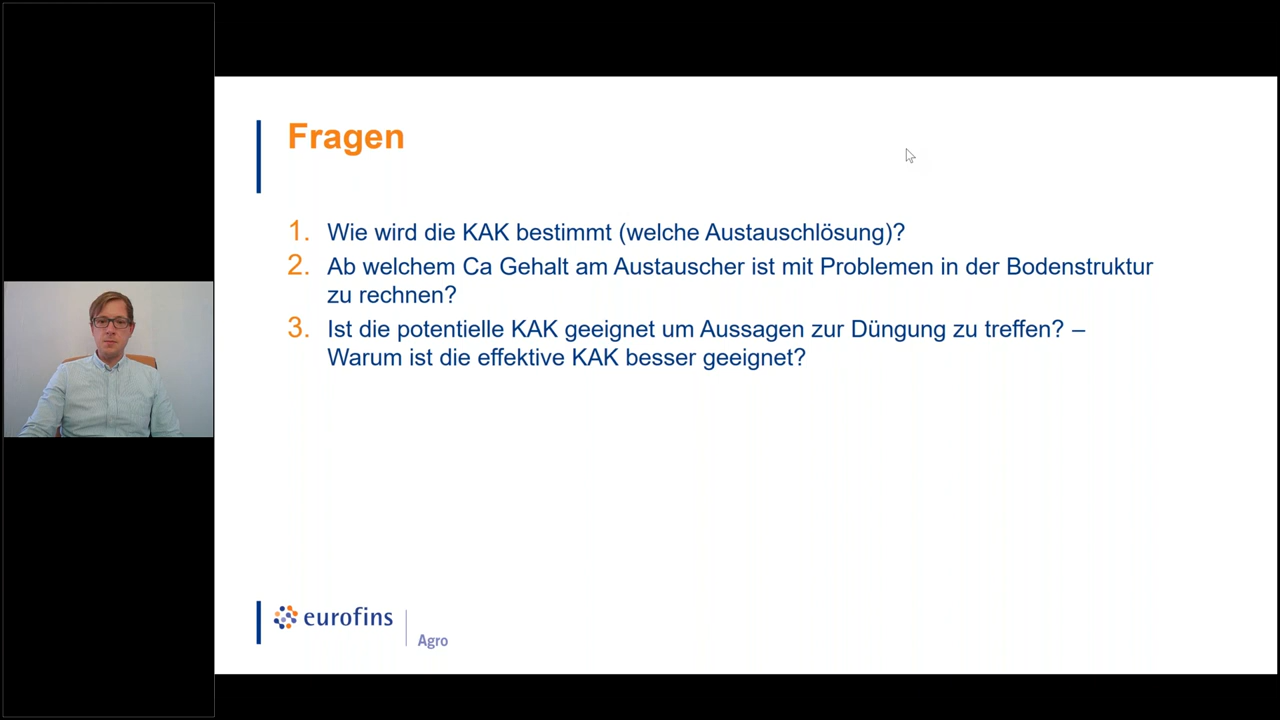 Fragen
1. Wie wird die KAK bestimmt (welche Austauschlösung)?
2. Ab welchem Ca Gehalt am Austauscher ist mit Problemen in der Bodenstruktur
zu rechnen?
3. Ist die potentielle KAK geeignet um Aussagen zur Düngung zu treffen? –
Warum ist die effektive KAK besser geeignet?
eurofins
Agro